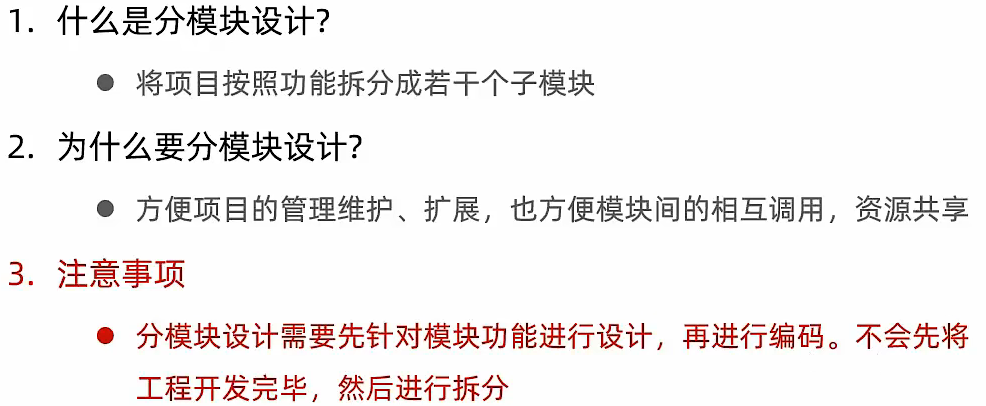 1. 什么是分模块设计?
● 将项目按照功能拆分成若干个子模块
2. 为什么要分模块设计?
● 方便项目的管理维护、扩展，也方便模块间的相互调用，资源共享
3. 注意事项
● 分模块设计需要先针对模块功能进行设计，再进行编码。不会先将
工程开发完毕，然后进行拆分